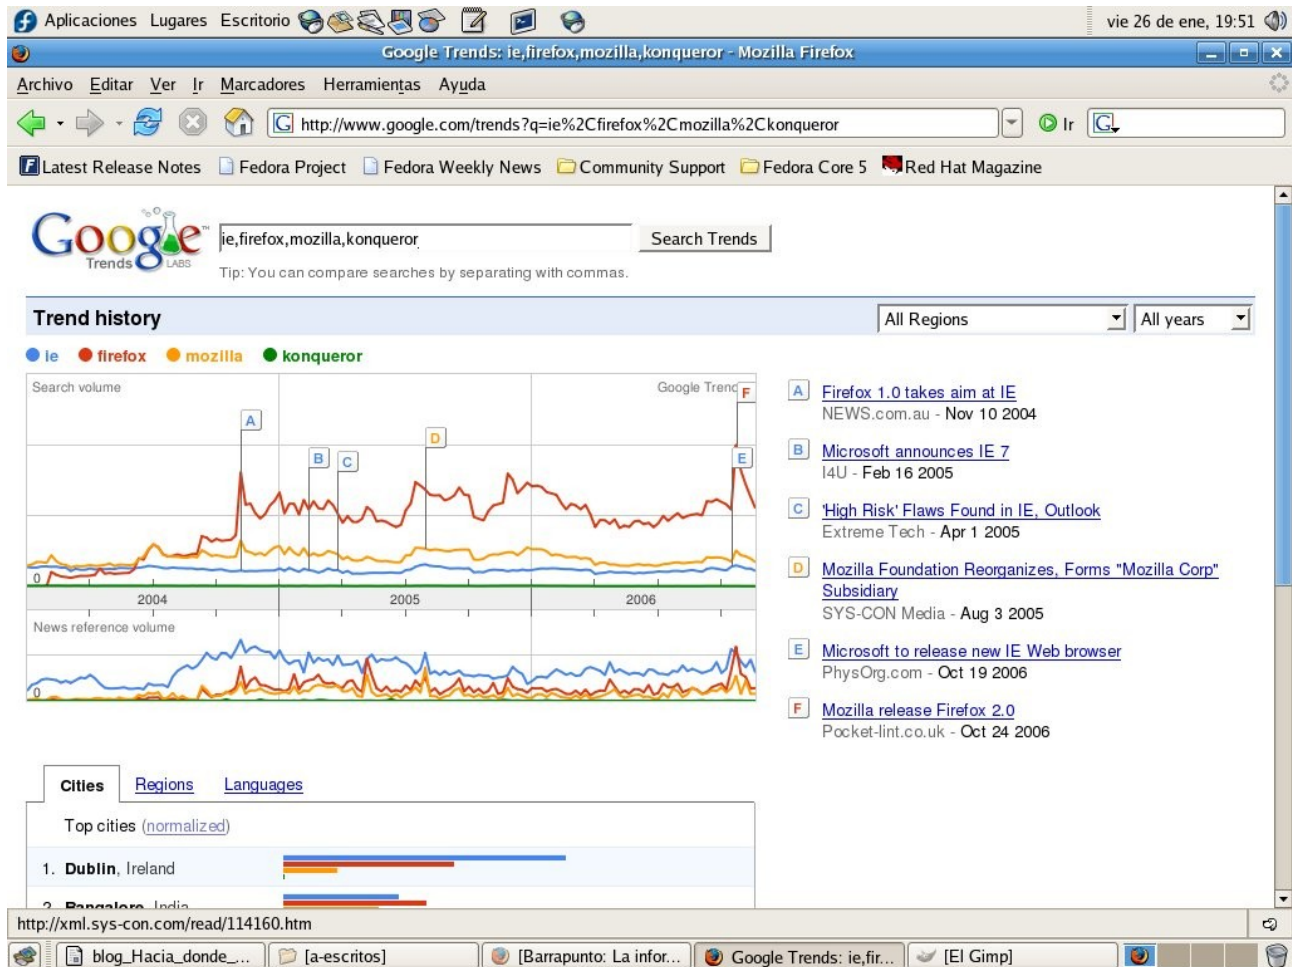 Aplicaciones Lugares Escritorio vie 26 de ene, 19:51
Google Trends: ie,firefox,mozilla,konqueror - Mozilla Firefox
Archivo Editar Ver Ir Marcadores Herramientas Ayuda
http://www.google.com/trends?q=ie%2Cfirefox%2Cmozilla%2Ckonqueror Ir G
Latest Release Notes Fedora Project Fedora Weekly News Community Support Fedora Core 5 Red Hat Magazine
Google™
Trends LABS
ie,firefox,mozilla,konqueror Search Trends
Tip: You can compare searches by separating with commas.
Trend history All Regions All years
ie firefox mozilla konqueror
Search volume Google Trend
F
A
D
B C E
0
2004 2005 2006
News reference volume
0
A Firefox 1.0 takes aim at IE
NEWS.com.au - Nov 10 2004
B Microsoft announces IE 7
I4U - Feb 16 2005
C 'High Risk' Flaws Found in IE, Outlook
Extreme Tech - Apr 1 2005
D Mozilla Foundation Reorganizes, Forms "Mozilla Corp"
Subsidiary
SYS-CON Media - Aug 3 2005
E Microsoft to release new IE Web browser
PhysOrg.com - Oct 19 2006
F Mozilla release Firefox 2.0
Pocket-lint.co.uk - Oct 24 2006
Cities Regions Languages
Top cities (normalized)
1. Dublin, Ireland
2. Bangalore, India
http://xml.sys-con.com/read/114160.htm
blog_Hacia_donde_... [a-escritos] [Barrapunto: La infor... Google Trends: ie,fir... [El Gimp]